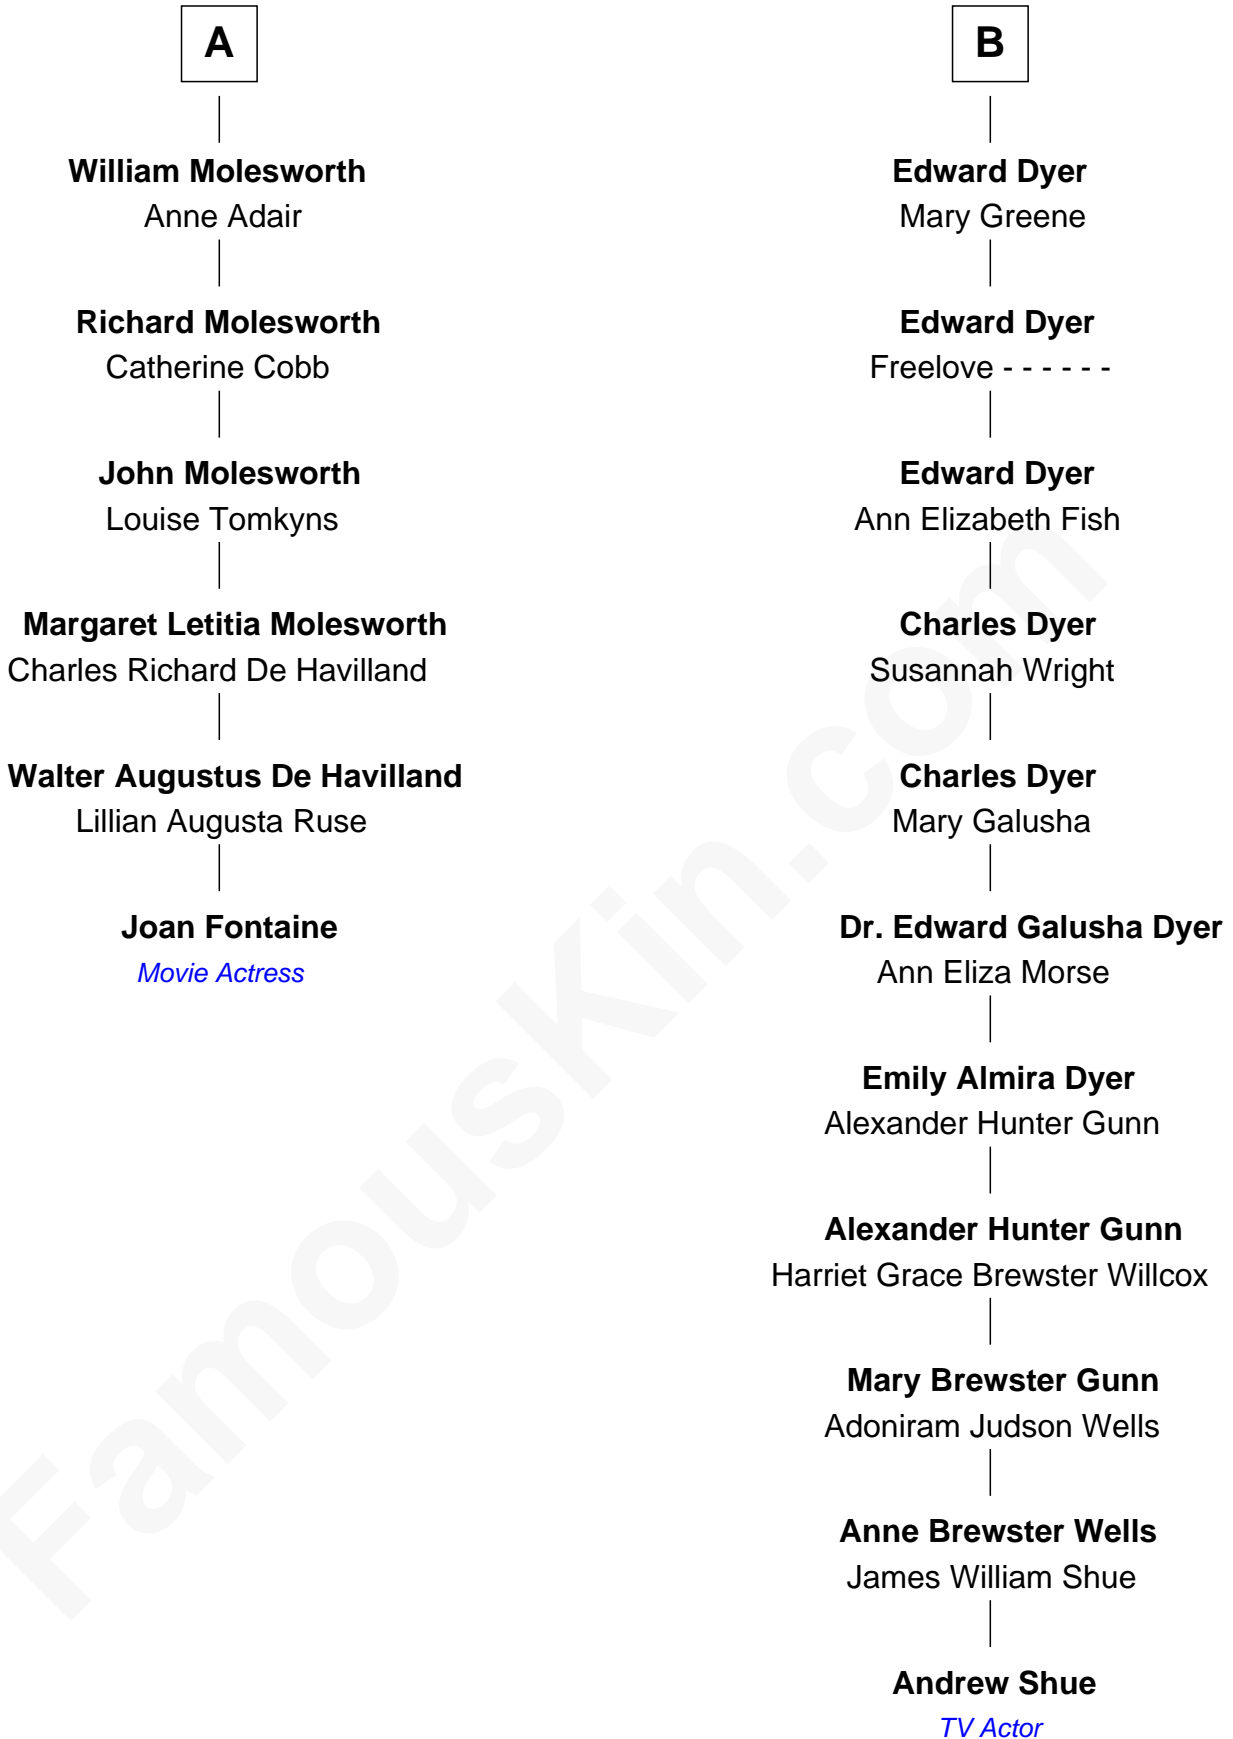 A
William Molesworth
Anne Adair
Richard Molesworth
Catherine Cobb
John Molesworth
Louise Tomkyns
Margaret Letitia Molesworth
Charles Richard De Havilland
Walter Augustus De Havilland
Lillian Augusta Ruse
Joan Fontaine
Movie Actress
B
Edward Dyer
Mary Greene
Edward Dyer
Freelove - - - - - -
Edward Dyer
Ann Elizabeth Fish
Charles Dyer
Susannah Wright
Charles Dyer
Mary Galusha
Dr. Edward Galusha Dyer
Ann Eliza Morse
Emily Almira Dyer
Alexander Hunter Gunn
Alexander Hunter Gunn
Harriet Grace Brewster Willcox
Mary Brewster Gunn
Adoniram Judson Wells
Anne Brewster Wells
James William Shue
Andrew Shue
TV Actor
FamousKin.com